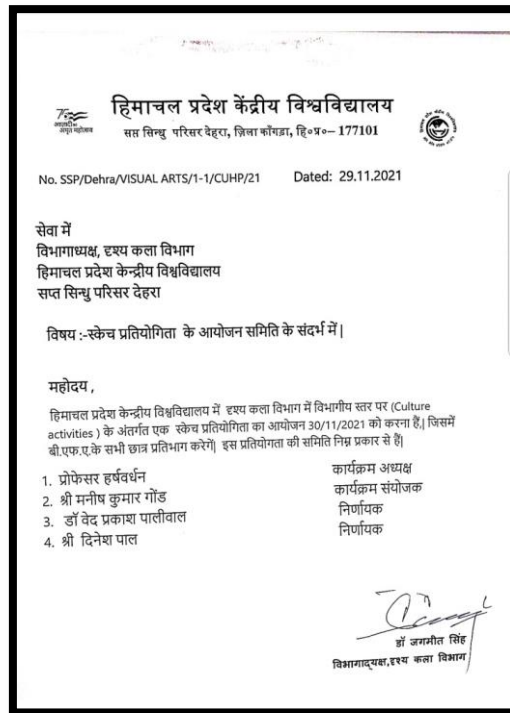 हिमाचल प्रदेश केंद्रीय विश्वविद्यालय
सप्त सिन्धु परिसर देहरा, ज़िला काँगड़ा, हि०प्र०– 177101
आज़ादी का
अमृत महोत्सव
No. SSP/Dehra/VISUAL ARTS/1-1/CUHP/21 Dated: 29.11.2021
सेवा में
विभागाध्यक्ष, दृश्य कला विभाग
हिमाचल प्रदेश केन्द्रीय विश्वविद्यालय
सप्त सिन्धु परिसर देहरा
विषय :-स्केच प्रतियोगिता के आयोजन समिति के संदर्भ में|
महोदय ,
हिमाचल प्रदेश केन्द्रीय विश्वविद्यालय में दृश्य कला विभाग में विभागीय स्तर पर (Culture
activities ) के अंतर्गत एक स्केच प्रतियोगिता का आयोजन 30/11/2021 को करना हैं,| जिसमें
बी.एफ.ए.के सभी छात्र प्रतिभाग करेगें| इस प्रतियोगता की समिति निम्न प्रकार से हैं|
1. प्रोफेसर हर्षवर्धन कार्यक्रम अध्यक्ष
2. श्री मनीष कुमार गोंड कार्यक्रम संयोजक
3. डॉ वेद प्रकाश पालीवाल निर्णायक
4. श्री दिनेश पाल निर्णायक
डॉ जगमीत सिंह
विभागाद्यक्ष,दृश्य कला विभाग